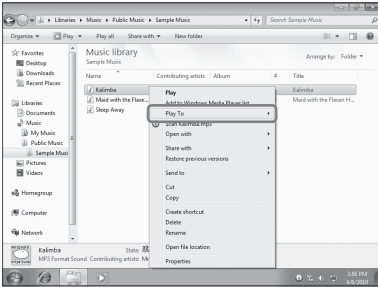 Libraries ▸ Music ▸ Public Music ▸ Sample Music
Search Sample Music
Organize ▾ Play ▾ Play all Share with ▾ New folder
Favorites
Desktop
Downloads
Recent Places
Libraries
Documents
Music
My Music
Public Music
Sample Musi
Pictures
Videos
Homegroup
Computer
Network
Music library
Sample Music
Arrange by: Folder ▾
Name Contributing artists Album # Title
Kalimba Kalimba
Maid with the Flaxe... Maid with the Flaxen H...
Sleep Away
Play
Add to Windows Media Player list
Play To
Scan Kalimba.mp3
Open with
Share with
Restore previous versions
Send to
Cut
Copy
Create shortcut
Delete
Rename
Open file location
Properties
Kalimba State:
MP3 Format Sound Contributing artists: Mr
3:56 PM
4/6/2010